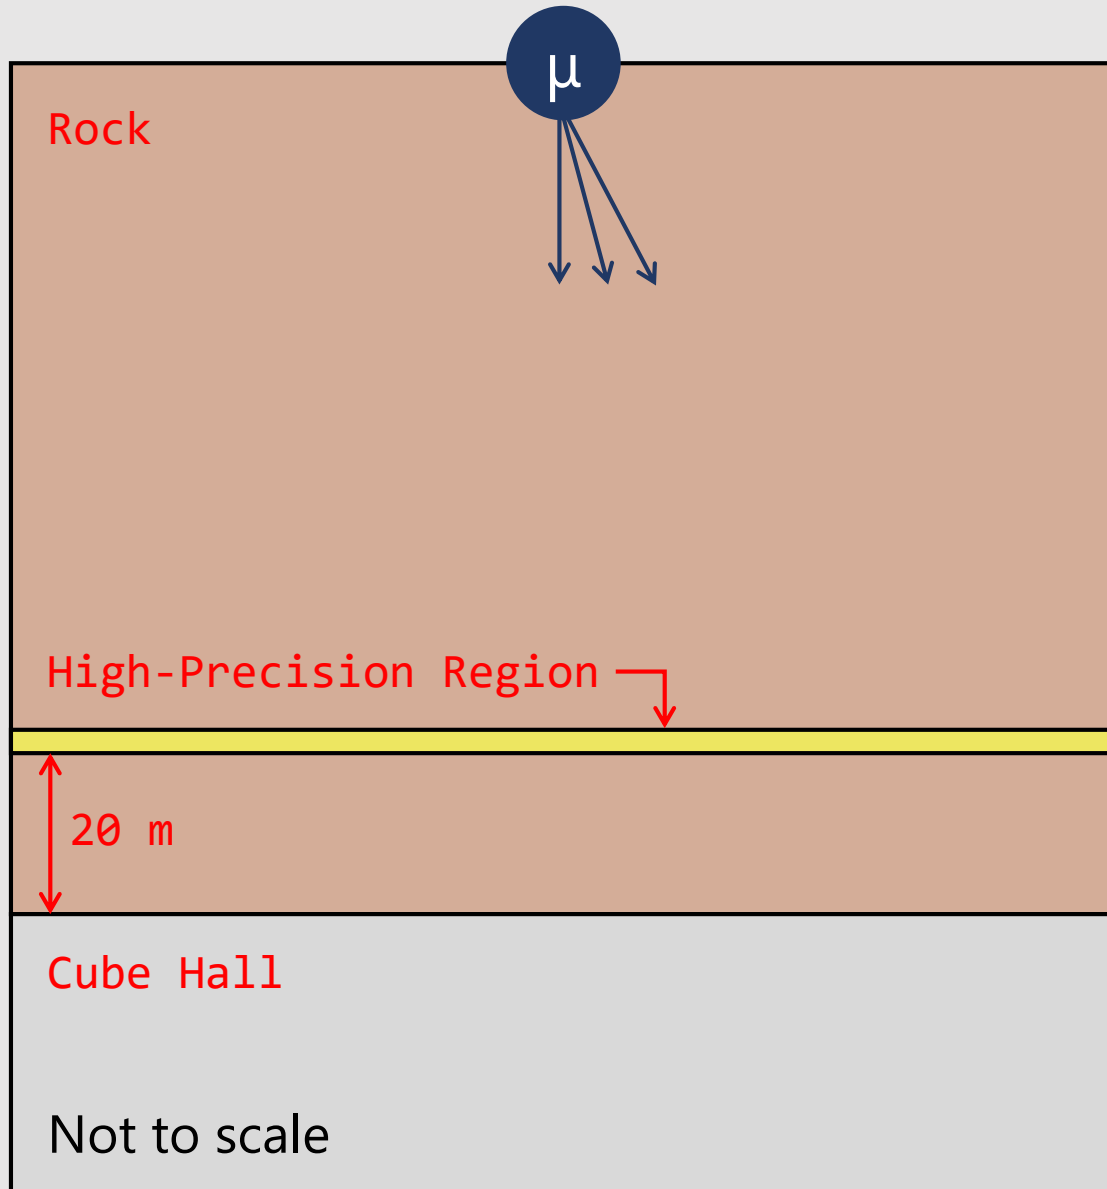 μ
Rock
High-Precision Region
20 m
Cube Hall
Not to scale